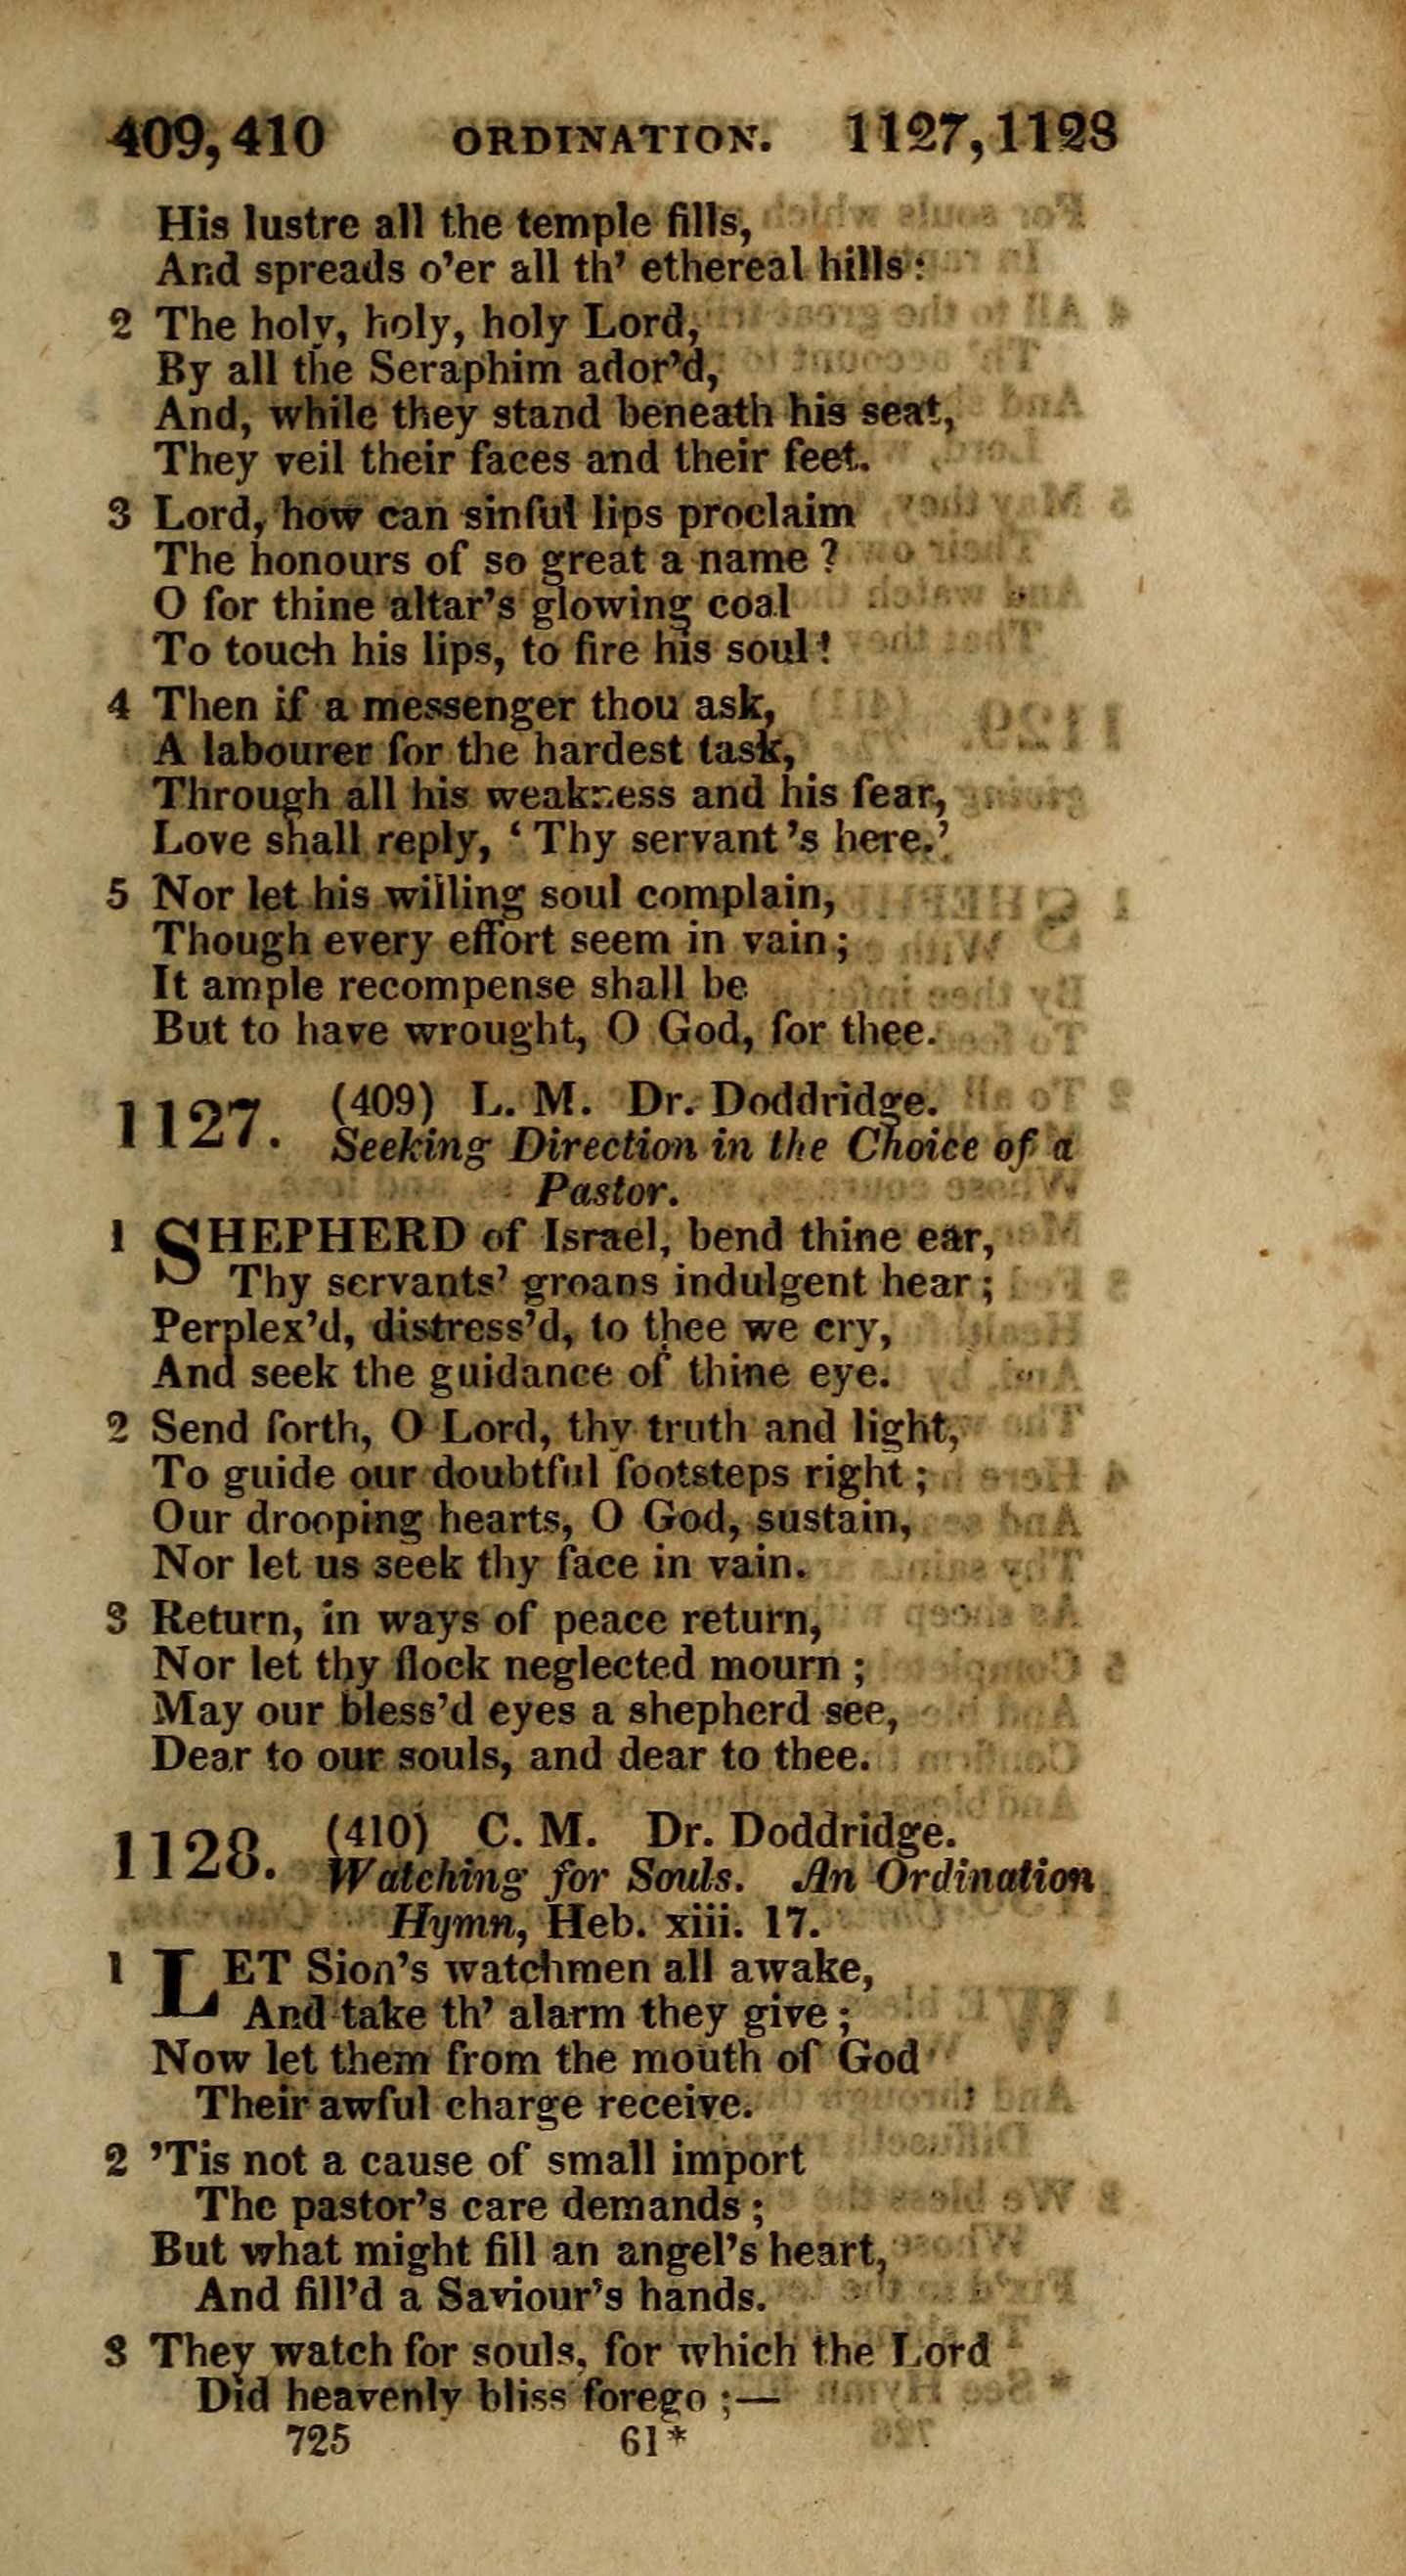 409, 410 ORDINATION. 1127, 1128
His lustre all the temple fills,
And spreads o'er all th' ethereal hills:
2 The holy, holy, holy Lord,
By all the Seraphim ador'd,
And, while they stand beneath his seat,
They veil their faces and their feet.
3 Lord, how can sinful lips proclaim
The honours of so great a name?
O for thine altar's glowing coal
To touch his lips, to fire his soul!
4 Then if a messenger thou ask,
A labourer for the hardest task,
Through all his weakness and his fear,
Love shall reply, ‘Thy servant's here.’
5 Nor let his willing soul complain,
Though every effort seem in vain;
It ample recompense shall be
But to have wrought, O God, for thee.
1127. (409) L. M. Dr. Doddridge.
Seeking Direction in the Choice of a
Pastor.
1 SHEPHERD of Israel, bend thine ear,
Thy servants' groans indulgent hear;
Perplex'd, distress'd, to thee we cry,
And seek the guidance of thine eye.
2 Send forth, O Lord, thy truth and light,
To guide our doubtful footsteps right;
Our drooping hearts, O God, sustain,
Nor let us seek thy face in vain.
3 Return, in ways of peace return,
Nor let thy flock neglected mourn;
May our bless'd eyes a shepherd see,
Dear to our souls, and dear to thee.
1128. (410) C. M. Dr. Doddridge.
Watching for Souls. An Ordination
Hymn, Heb. xiii. 17.
1 LET Sion's watchmen all awake,
And take th' alarm they give;
Now let them from the mouth of God
Their awful charge receive.
2 'Tis not a cause of small import
The pastor's care demands;
But what might fill an angel's heart,
And fill'd a Saviour's hands.
3 They watch for souls, for which the Lord
Did heavenly bliss forego;—
725 61*